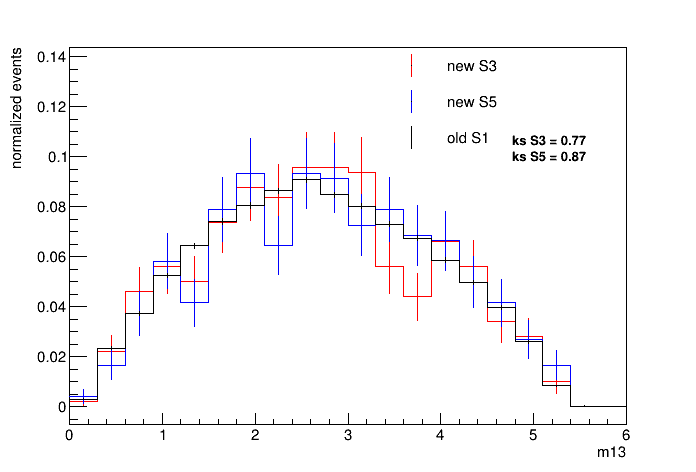 normalized events
0.14
0.12
0.1
0.08
0.06
0.04
0.02
0
new S3
new S5
old S1
ks S3 = 0.77
ks S5 = 0.87
0 1 2 3 4 5 6
m13